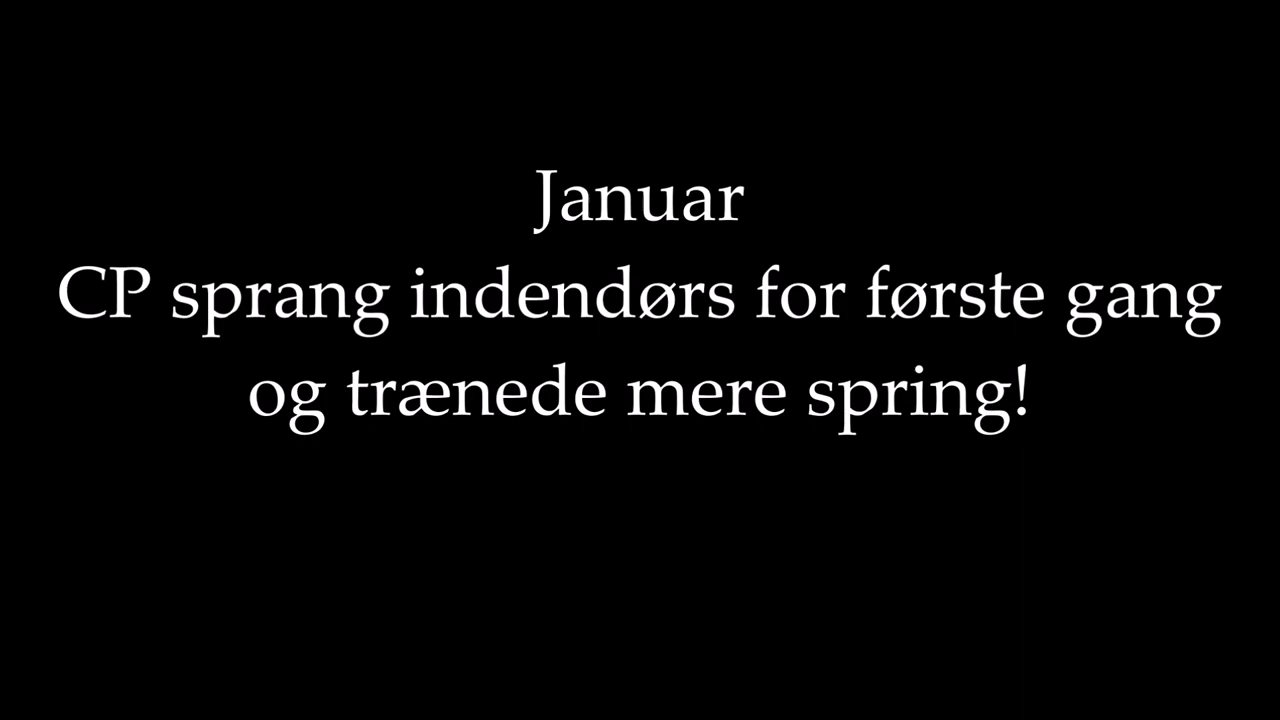 Januar
CP sprang indendørs for første gang
og trænede mere spring!